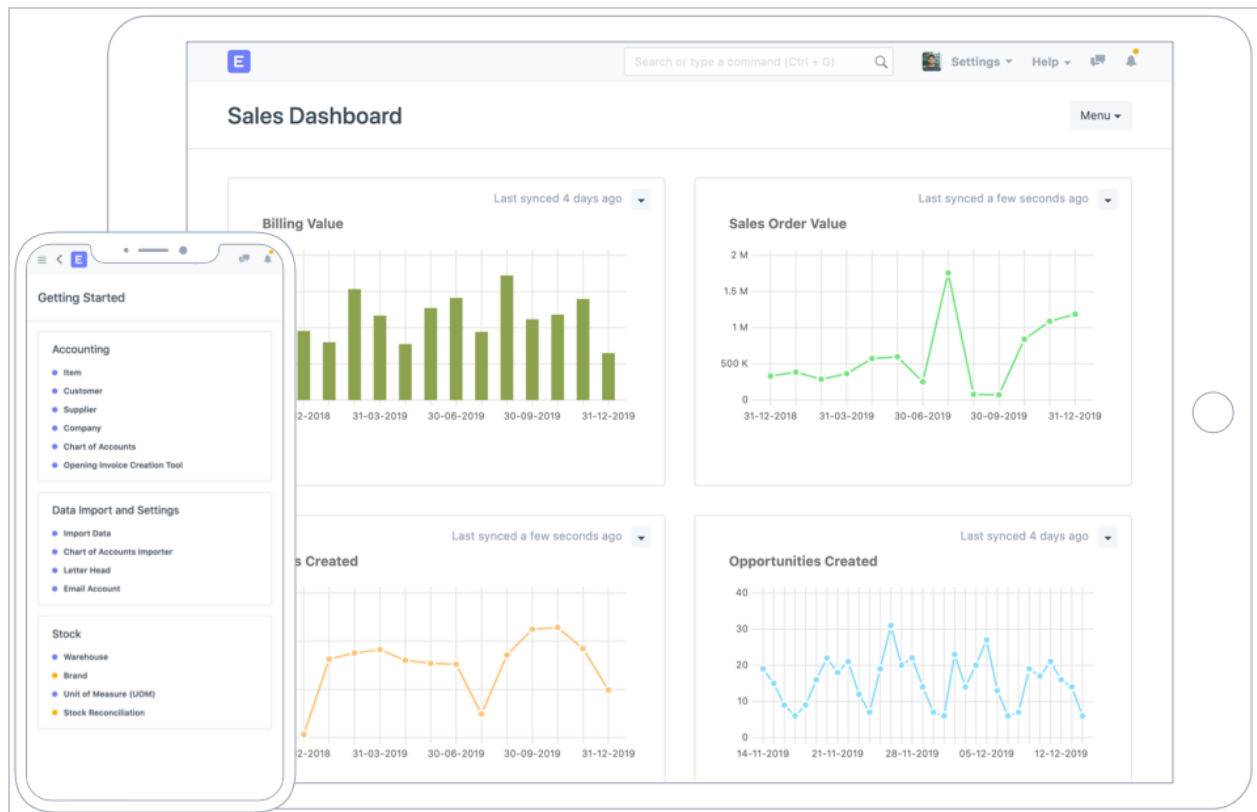 E
Search or type a command (Ctrl + G)
Settings
Help
Sales Dashboard
Menu
Last synced 4 days ago
Billing Value
2-2018 31-03-2019 30-06-2019 30-09-2019 31-12-2019
Last synced a few seconds ago
Sales Order Value
2 M
1.5 M
1 M
500 K
0
31-12-2018 31-03-2019 30-06-2019 30-09-2019 31-12-2019
Last synced a few seconds ago
s Created
2-2018 31-03-2019 30-06-2019 30-09-2019 31-12-2019
Last synced 4 days ago
Opportunities Created
40
30
20
10
0
14-11-2019 21-11-2019 28-11-2019 05-12-2019 12-12-2019
E
Getting Started
Accounting
Item
Customer
Supplier
Company
Chart of Accounts
Opening Invoice Creation Tool
Data Import and Settings
Import Data
Chart of Accounts Importer
Letter Head
Email Account
Stock
Warehouse
Brand
Unit of Measure (UOM)
Stock Reconciliation